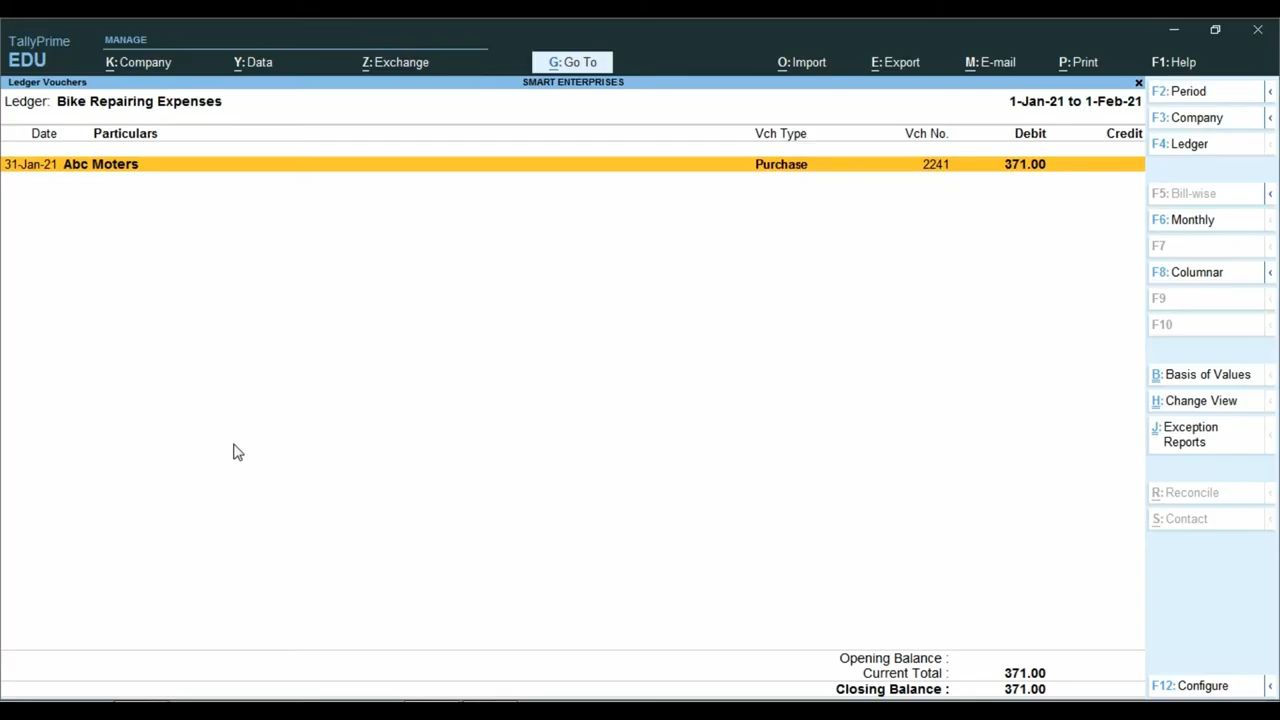 TallyPrime
EDU
MANAGE
K: Company Y: Data Z: Exchange G: Go To O: Import E: Export M: E-mail P: Print F1: Help
Ledger Vouchers SMART ENTERPRISES ×
Ledger: Bike Repairing Expenses 1-Jan-21 to 1-Feb-21
Date Particulars Vch Type Vch No. Debit Credit
31-Jan-21 Abc Moters Purchase 2241 371.00
Opening Balance :
Current Total : 371.00
Closing Balance : 371.00
F2: Period
F3: Company
F4: Ledger
F5: Bill-wise
F6: Monthly
F7
F8: Columnar
F9
F10
B: Basis of Values
H: Change View
J: Exception
Reports
R: Reconcile
S: Contact
F12: Configure